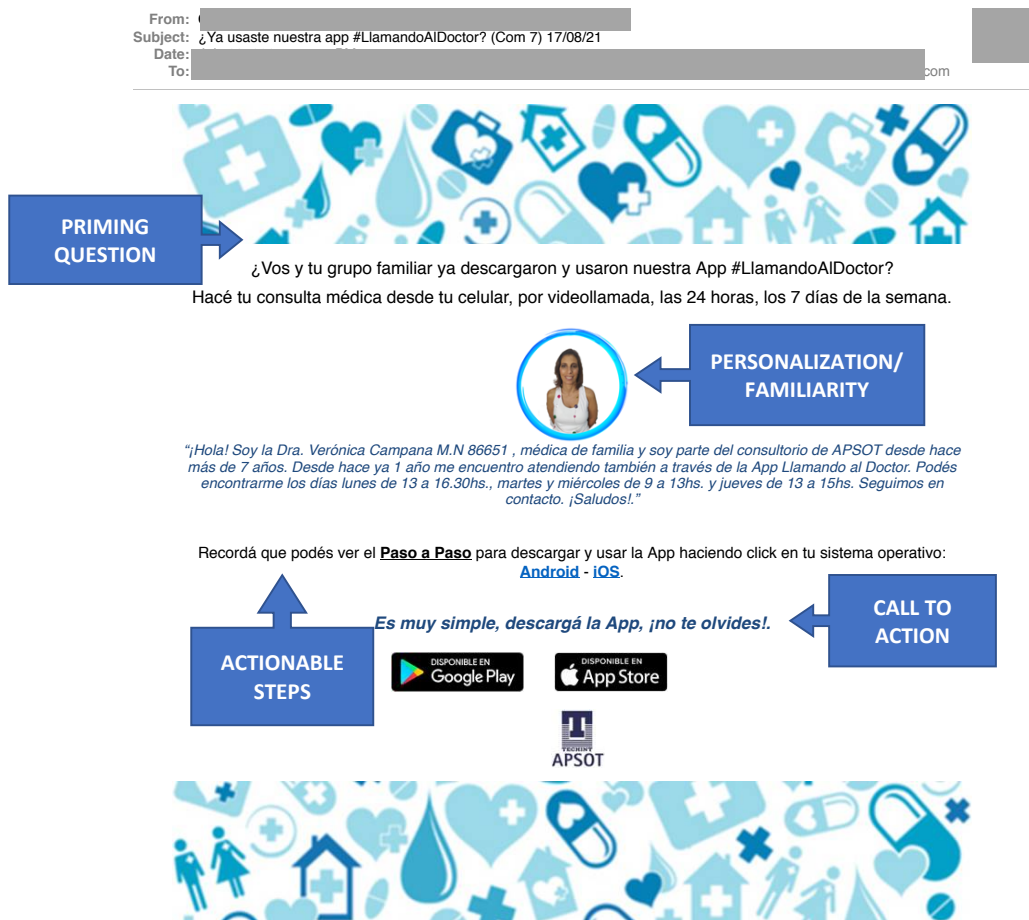 From:
Subject: ¿Ya usaste nuestra app #LlamandoAlDoctor? (Com 7) 17/08/21
Date:
To: com
PRIMING
QUESTION
¿Vos y tu grupo familiar ya descargaron y usaron nuestra App #LlamandoAlDoctor?
Hacé tu consulta médica desde tu celular, por videollamada, las 24 horas, los 7 días de la semana.
PERSONALIZATION/
FAMILIARITY
“¡Hola! Soy la Dra. Verónica Campana M.N 86651 , médica de familia y soy parte del consultorio de APSOT desde hace
más de 7 años. Desde hace ya 1 año me encuentro atendiendo también a través de la App Llamando al Doctor. Podés
encontrarme los días lunes de 13 a 16.30hs., martes y miércoles de 9 a 13hs. y jueves de 13 a 15hs. Seguimos en
contacto. ¡Saludos!.”
Recordá que podés ver el Paso a Paso para descargar y usar la App haciendo click en tu sistema operativo:
Android - iOS.
CALL TO
ACTION
Es muy simple, descargá la App, ¡no te olvides!.
ACTIONABLE
STEPS
DISPONIBLE EN
Google Play
DISPONIBLE EN
App Store
TECHINT
APSOT